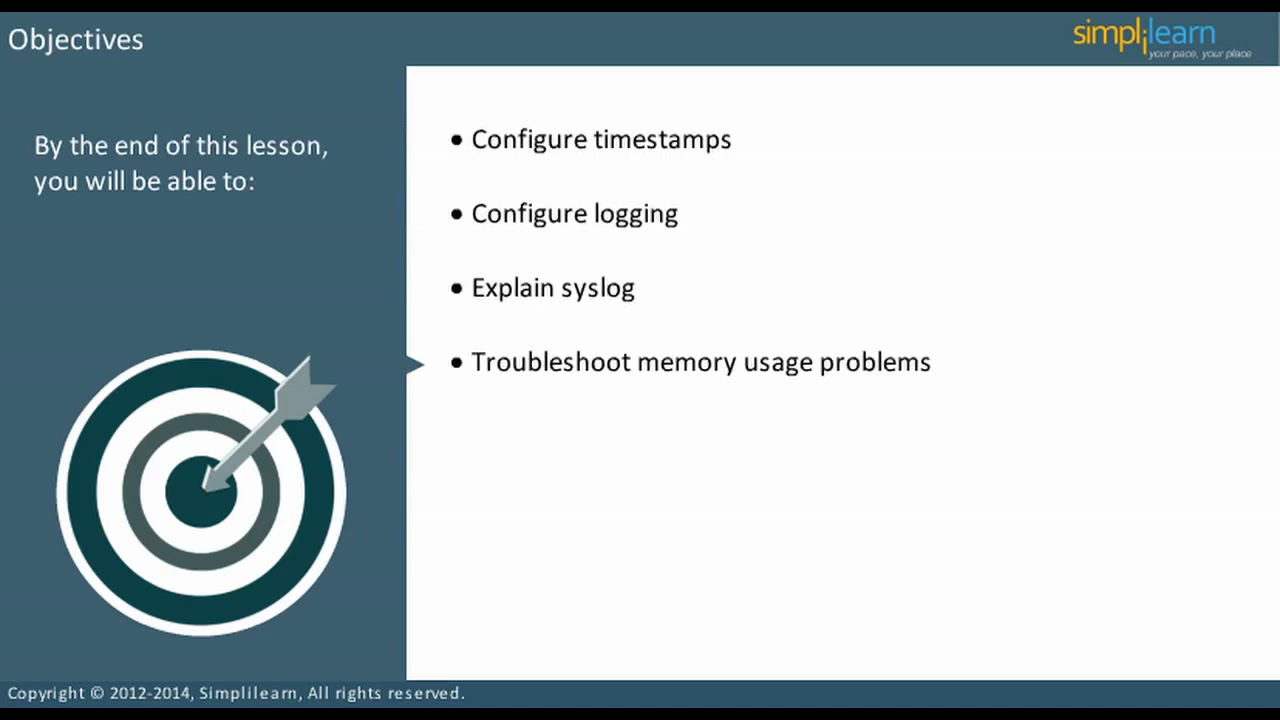 Objectives
simplilearn
your pace, your place
By the end of this lesson,
you will be able to:
• Configure timestamps
• Configure logging
• Explain syslog
• Troubleshoot memory usage problems
Copyright © 2012-2014, Simplilearn, All rights reserved.